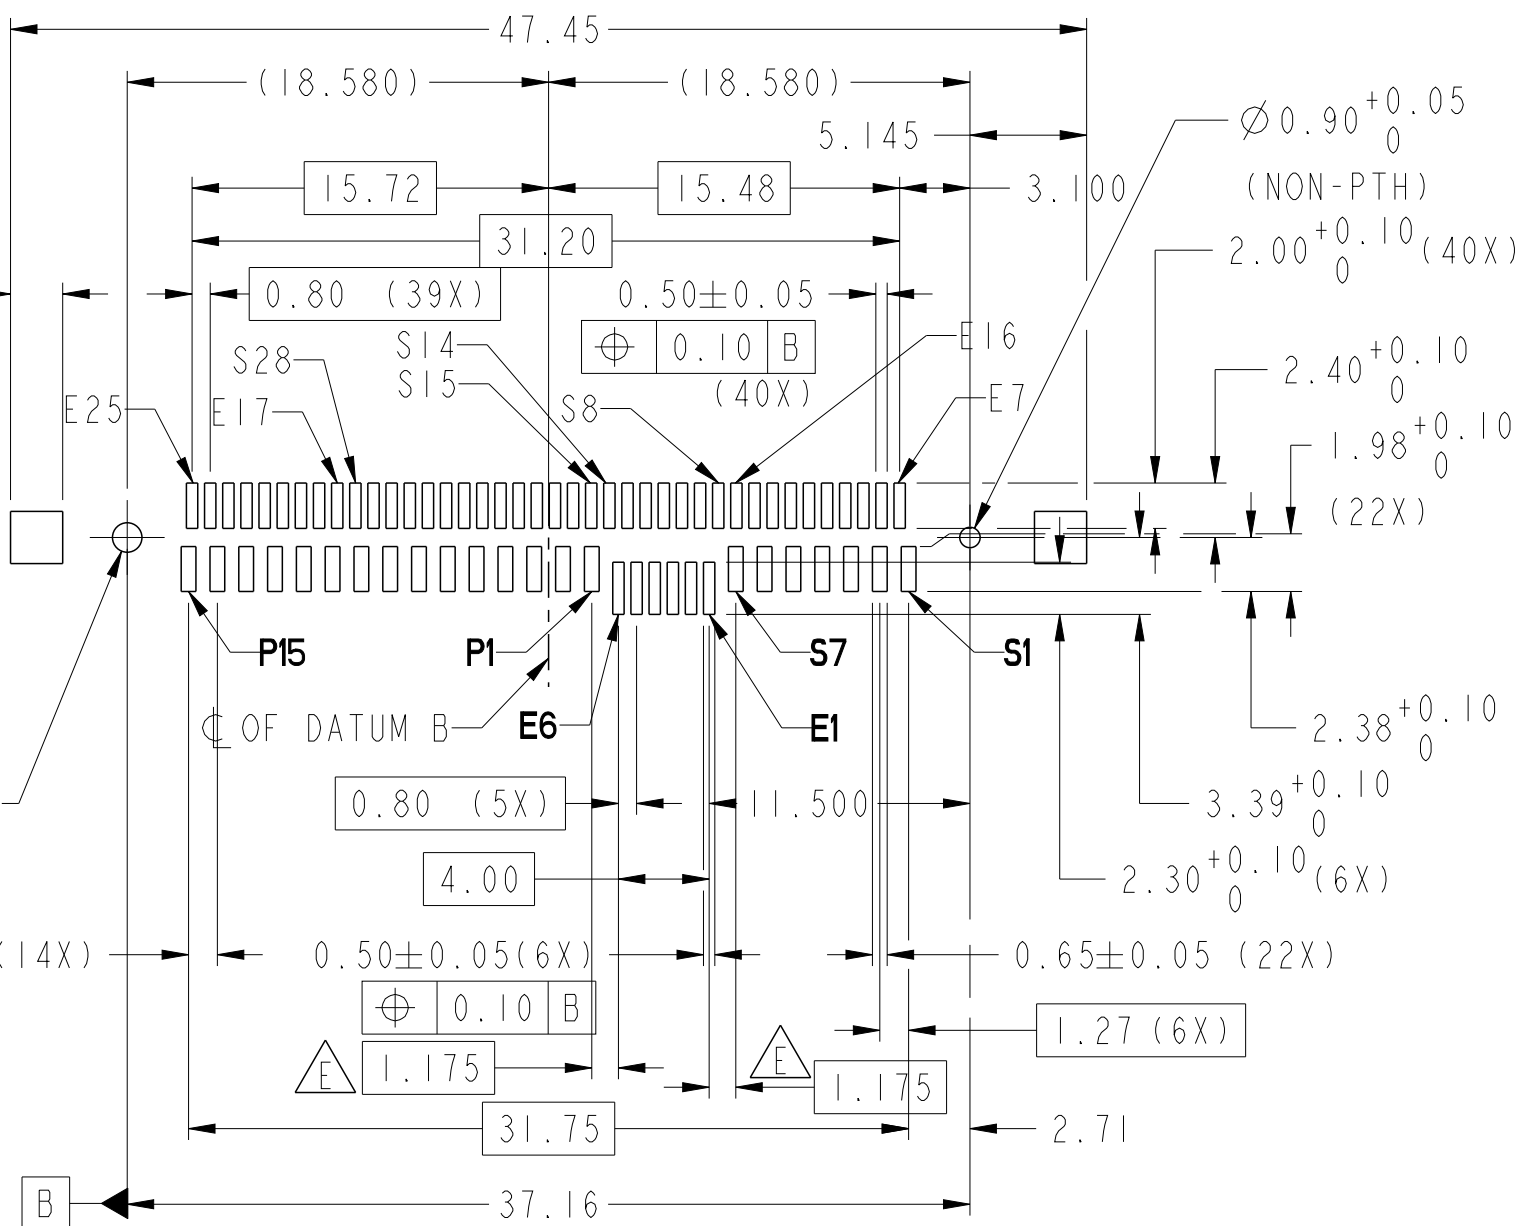 47.45
(18.580)
(18.580)
5.145
Ø0.90 +0.05 0
(NON-PTH)
15.72
15.48
3.100
31.20
2.00 +0.10 0 (40X)
0.80 (39X)
0.50±0.05
⌖ 0.10 B
(40X)
S14
E16
S28
S15
2.40 +0.10 0
E25
E17
S8
E7
1.98 +0.10 0
(22X)
P15
P1
S7
S1
℄ OF DATUM B
E6
E1
2.38 +0.10 0
0.80 (5X)
11.500
3.39 +0.10 0
4.00
2.30 +0.10 0 (6X)
(14X)
0.50±0.05(6X)
0.65±0.05 (22X)
⌖ 0.10 B
1.27 (6X)
E
1.175
E
1.175
31.75
2.71
B
37.16